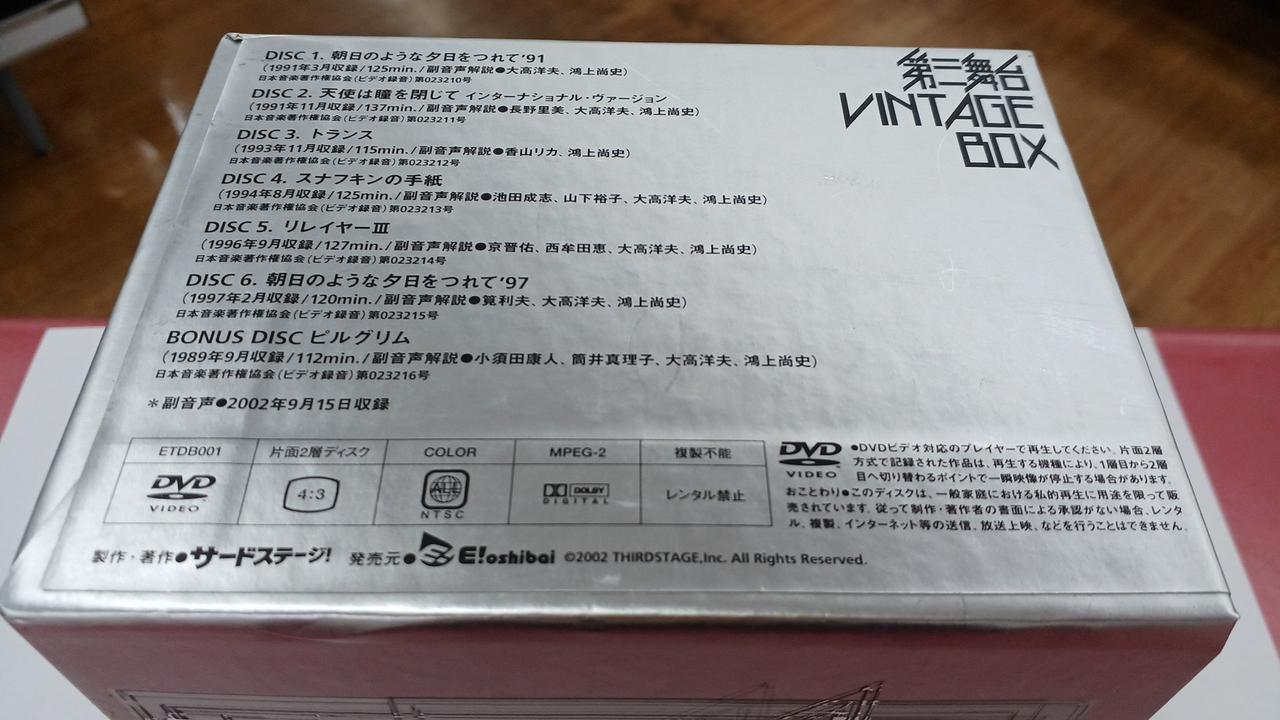 DISC 1. 朝日のような夕日をつれて'91
(1991年3月収録/125min./副音声解説●大高洋夫、鴻上尚史)
日本音楽著作権協会(ビデオ録音)第023210号
DISC 2. 天使は瞳を閉じて インターナショナル・ヴァージョン
(1991年11月収録/137min./副音声解説●長野里美、大高洋夫、鴻上尚史)
日本音楽著作権協会(ビデオ録音)第023211号
DISC 3. トランス
(1993年11月収録/115min./副音声解説●香山リカ、鴻上尚史)
日本音楽著作権協会(ビデオ録音)第023212号
DISC 4. スナフキンの手紙
(1994年8月収録/125min./副音声解説●池田成志、山下裕子、大高洋夫、鴻上尚史)
日本音楽著作権協会(ビデオ録音)第023213号
DISC 5. リレイヤーIII
(1996年9月収録/127min./副音声解説●京晋佑、西牟田恵、大高洋夫、鴻上尚史)
日本音楽著作権協会(ビデオ録音)第023214号
DISC 6. 朝日のような夕日をつれて'97
(1997年2月収録/120min./副音声解説●筧利夫、大高洋夫、鴻上尚史)
日本音楽著作権協会(ビデオ録音)第023215号
BONUS DISC ピルグリム
(1989年9月収録/112min./副音声解説●小須田康人、筒井真理子、大高洋夫、鴻上尚史)
日本音楽著作権協会(ビデオ録音)第023216号
*副音声●2002年9月15日収録
第三舞台
VINTAGE
BOX
ETDB001 片面2層ディスク COLOR MPEG-2 複製不能
DVD VIDEO 4:3 ALL NTSC DOLBY DIGITAL レンタル禁止
DVD VIDEO
●DVDビデオ対応のプレイヤーで再生してください。片面2層
方式で記録された作品は、再生する機種により、1層目から2層
目へ切り替わるポイントで一瞬映像が停止する場合があります。
おことわり●このディスクは、一般家庭における私的再生に用途を限って販
売されています。従って制作・著作者の書面による承認がない場合、レンタ
ル、複製、インターネット等の送信、放送上映、などを行うことはできません。
製作・著作●サードステージ! 発売元●E!oshibai ©2002 THIRDSTAGE,Inc. All Rights Reserved.